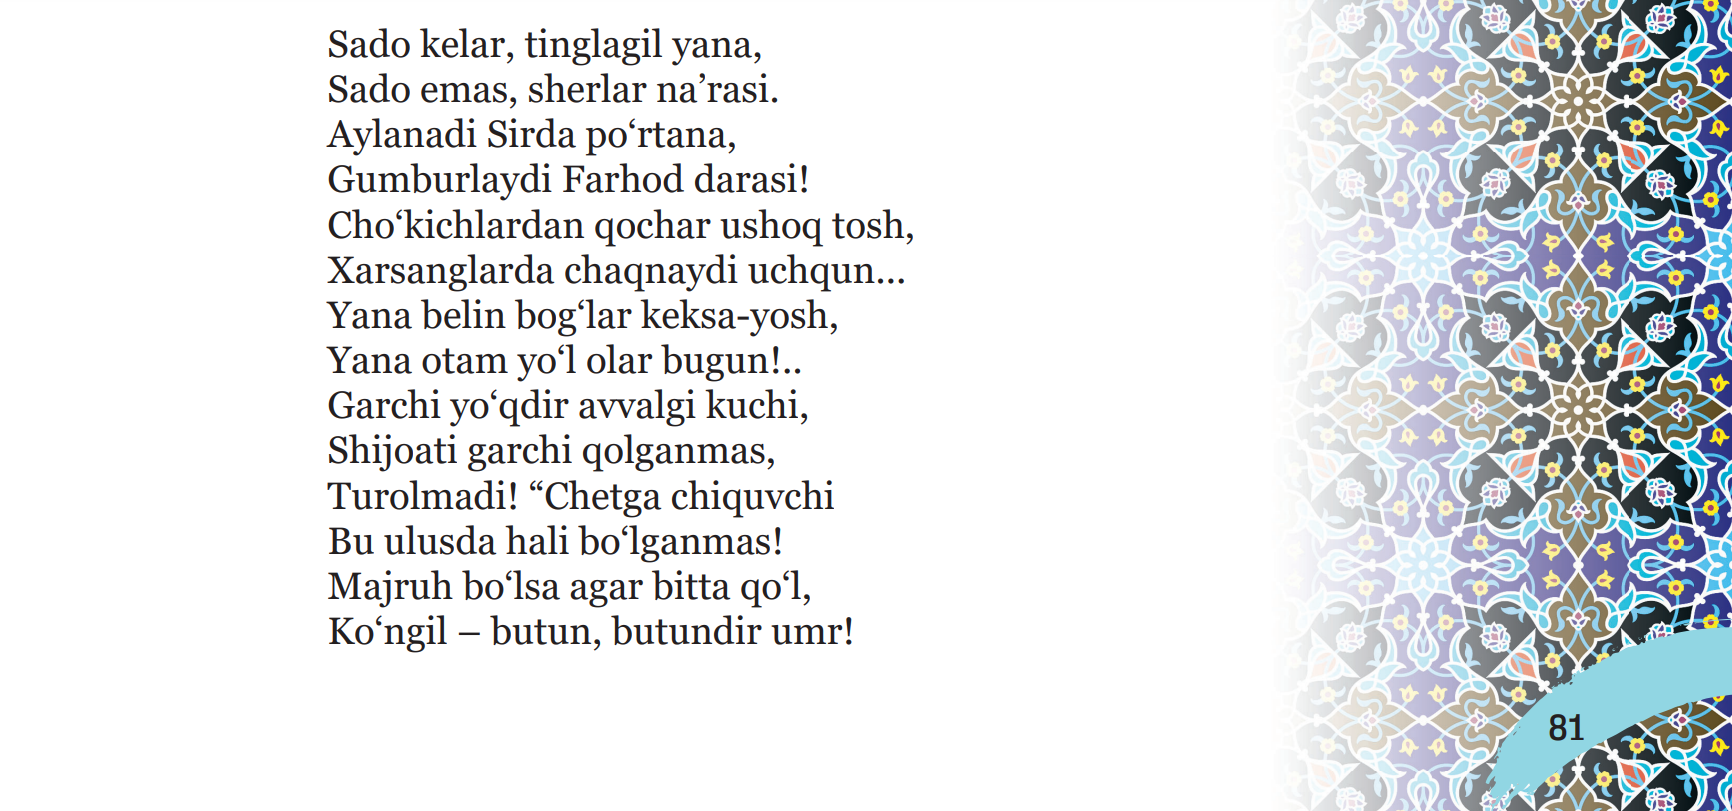 Sado kelar, tinglagil yana,
Sado emas, sherlar na’rasi.
Aylanadi Sirda po‘rtana,
Gumburlaydi Farhod darasi!
Cho‘kichlardan qochar ushoq tosh,
Xarsanglarda chaqnaydi uchqun...
Yana belin bog‘lar keksa-yosh,
Yana otam yo‘l olar bugun!..
Garchi yo‘qdir avvalgi kuchi,
Shijoati garchi qolganmas,
Turolmadi! “Chetga chiquvchi
Bu ulusda hali bo‘lganmas!
Majruh bo‘lsa agar bitta qo‘l,
Ko‘ngil – butun, butundir umr!
81